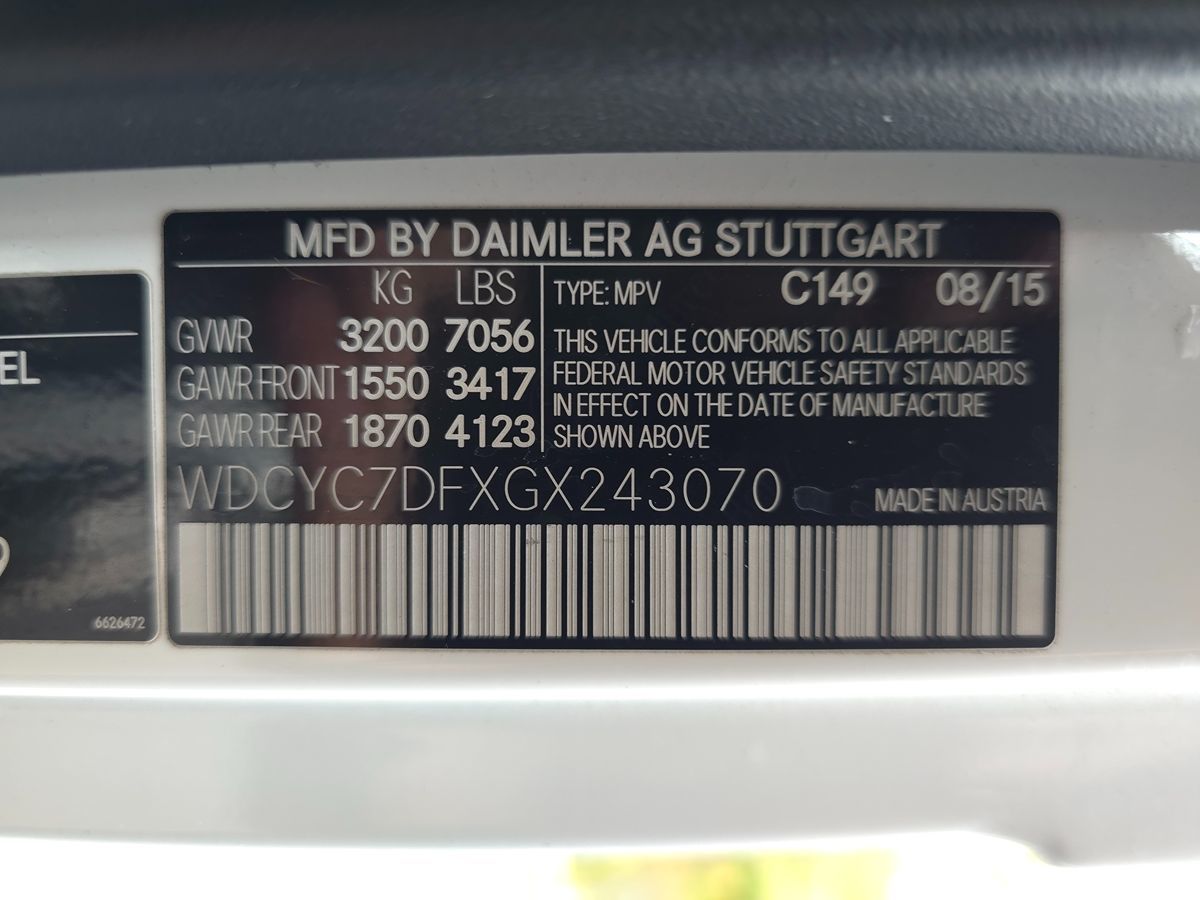 MFD BY DAIMLER AG STUTTGART
KG LBS
GVWR 3200 7056
GAWR FRONT 1550 3417
GAWR REAR 1870 4123
TYPE: MPV C149 08/15
THIS VEHICLE CONFORMS TO ALL APPLICABLE
FEDERAL MOTOR VEHICLE SAFETY STANDARDS
IN EFFECT ON THE DATE OF MANUFACTURE
SHOWN ABOVE
WDCYC7DFXGX243070
MADE IN AUSTRIA
EL
9
6626472